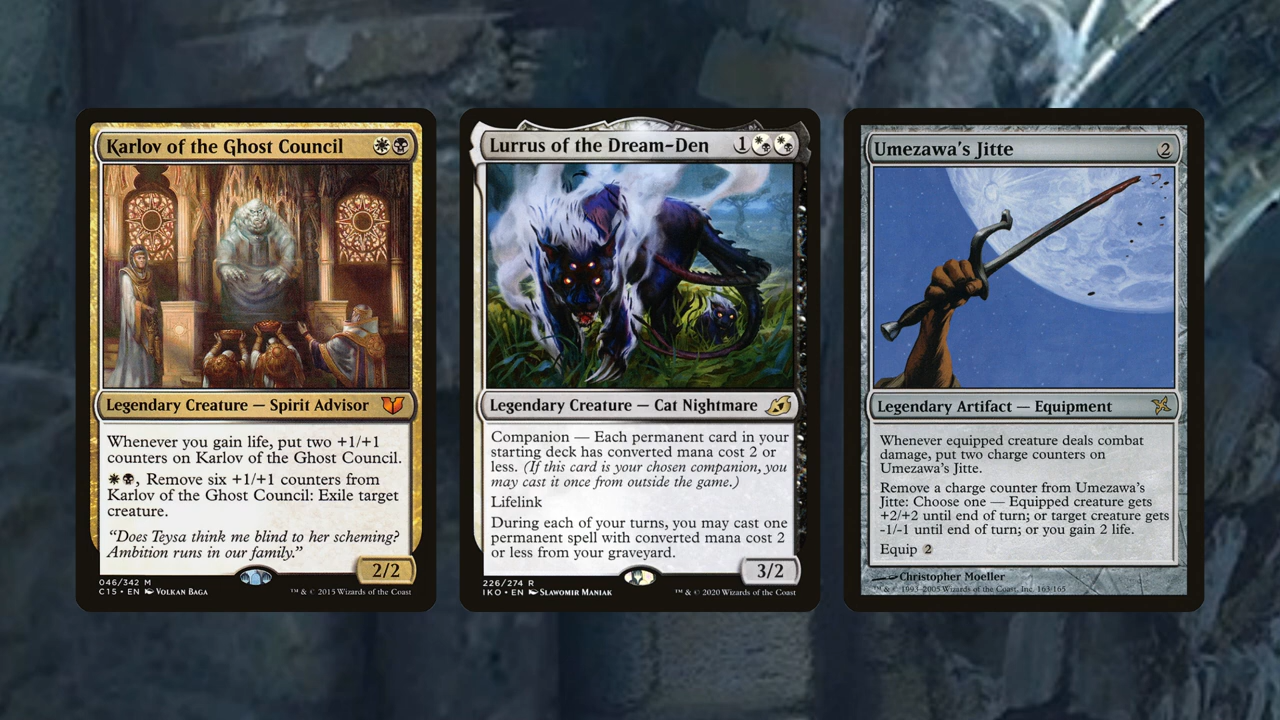 Karlov of the Ghost Council
Legendary Creature — Spirit Advisor
Whenever you gain life, put two +1/+1
counters on Karlov of the Ghost Council.
, Remove six +1/+1 counters from
Karlov of the Ghost Council: Exile target
creature.
“Does Teysa think me blind to her scheming?
Ambition runs in our family.”
2/2
046/342 M
C15 • EN Volkan Baga
™ & © 2015 Wizards of the Coast
Lurrus of the Dream-Den 1
Legendary Creature — Cat Nightmare
Companion — Each permanent card in your
starting deck has converted mana cost 2 or
less. (If this card is your chosen companion, you
may cast it once from outside the game.)
Lifelink
During each of your turns, you may cast one
permanent spell with converted mana cost 2
or less from your graveyard.
3/2
226/274 R
IKO • EN Slawomir Maniak
™ & © 2020 Wizards of the Coast
Umezawa's Jitte 2
Legendary Artifact — Equipment
Whenever equipped creature deals combat
damage, put two charge counters on
Umezawa's Jitte.
Remove a charge counter from Umezawa's
Jitte: Choose one — Equipped creature gets
+2/+2 until end of turn; or target creature gets
-1/-1 until end of turn; or you gain 2 life.
Equip 2
Christopher Moeller
™ & © 1993-2005 Wizards of the Coast, Inc. 163/165